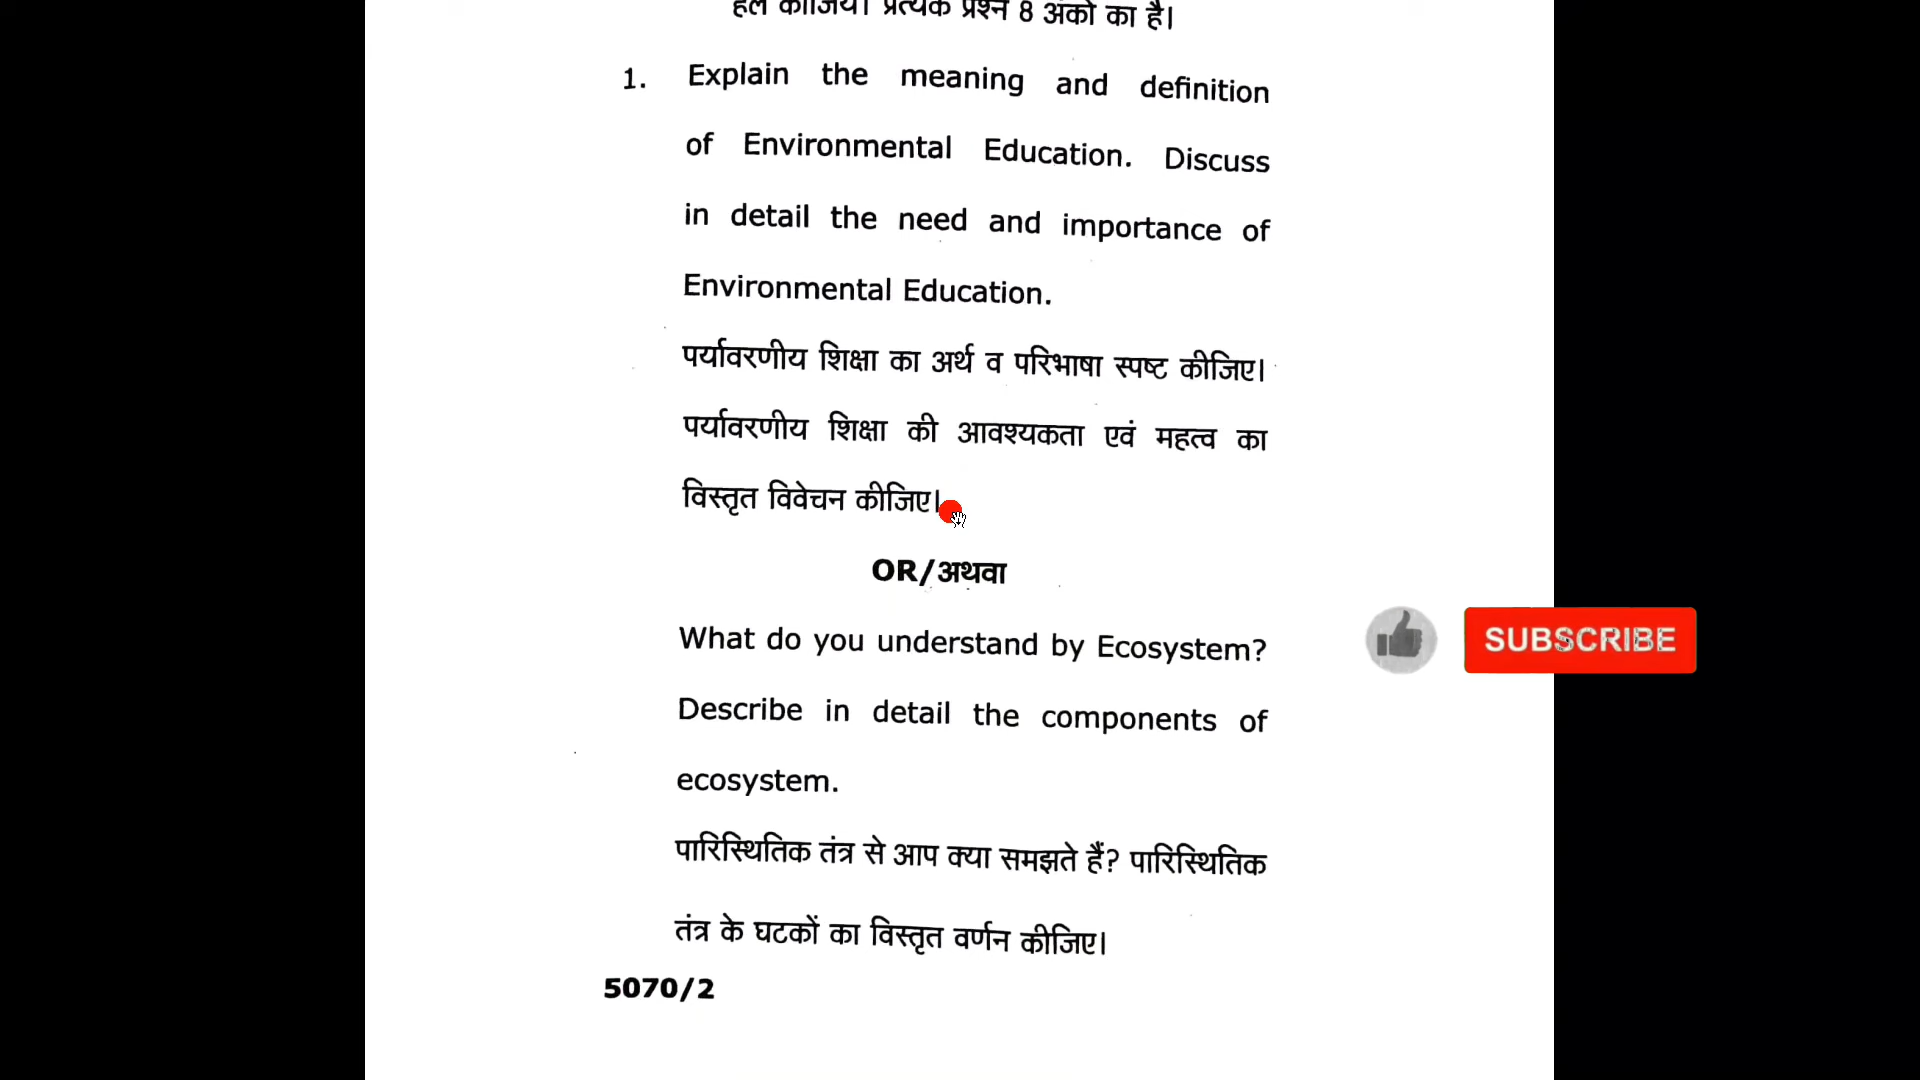 हल कीजिये। प्रत्येक प्रश्न 8 अंकों का है।
1. Explain the meaning and definition
of Environmental Education. Discuss
in detail the need and importance of
Environmental Education.
पर्यावरणीय शिक्षा का अर्थ व परिभाषा स्पष्ट कीजिए।
पर्यावरणीय शिक्षा की आवश्यकता एवं महत्व का
विस्तृत विवेचन कीजिए।
OR/अथवा
What do you understand by Ecosystem?
Describe in detail the components of
ecosystem.
SUBSCRIBE
पारिस्थितिक तंत्र से आप क्या समझते हैं? पारिस्थितिक
तंत्र के घटकों का विस्तृत वर्णन कीजिए।
5070/2